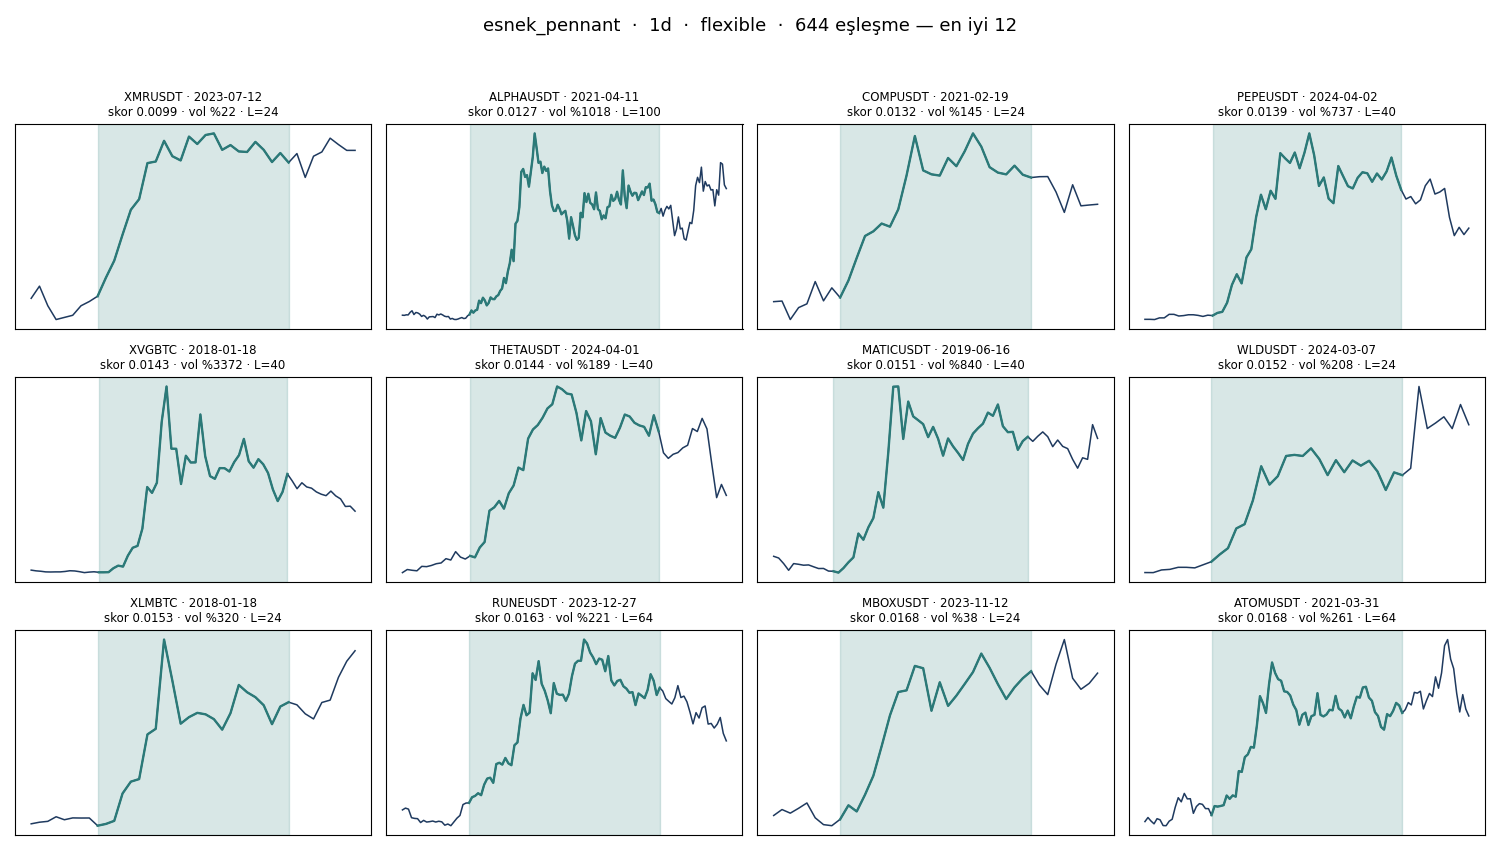 esnek_pennant · 1d · flexible · 644 eşleşme — en iyi 12
XMRUSDT · 2023-07-12
skor 0.0099 · vol %22 · L=24
ALPHAUSDT · 2021-04-11
skor 0.0127 · vol %1018 · L=100
COMPUSDT · 2021-02-19
skor 0.0132 · vol %145 · L=24
PEPEUSDT · 2024-04-02
skor 0.0139 · vol %737 · L=40
XVGBTC · 2018-01-18
skor 0.0143 · vol %3372 · L=40
THETAUSDT · 2024-04-01
skor 0.0144 · vol %189 · L=40
MATICUSDT · 2019-06-16
skor 0.0151 · vol %840 · L=40
WLDUSDT · 2024-03-07
skor 0.0152 · vol %208 · L=24
XLMBTC · 2018-01-18
skor 0.0153 · vol %320 · L=24
RUNEUSDT · 2023-12-27
skor 0.0163 · vol %221 · L=64
MBOXUSDT · 2023-11-12
skor 0.0168 · vol %38 · L=24
ATOMUSDT · 2021-03-31
skor 0.0168 · vol %261 · L=64